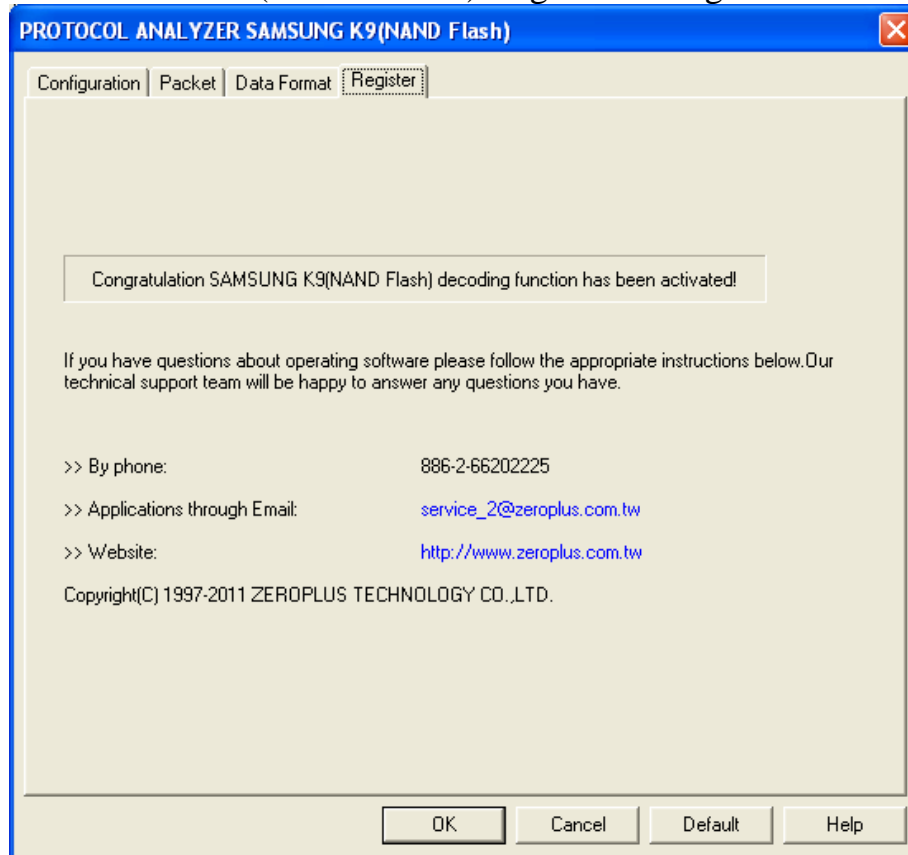 PROTOCOL ANALYZER SAMSUNG K9(NAND Flash)
Configuration Packet Data Format Register
Congratulation SAMSUNG K9(NAND Flash) decoding function has been activated!
If you have questions about operating software please follow the appropriate instructions below.Our
technical support team will be happy to answer any questions you have.
>> By phone: 886-2-66202225
>> Applications through Email: service_2@zeroplus.com.tw
>> Website: http://www.zeroplus.com.tw
Copyright(C) 1997-2011 ZEROPLUS TECHNOLOGY CO.,LTD.
OK Cancel Default Help